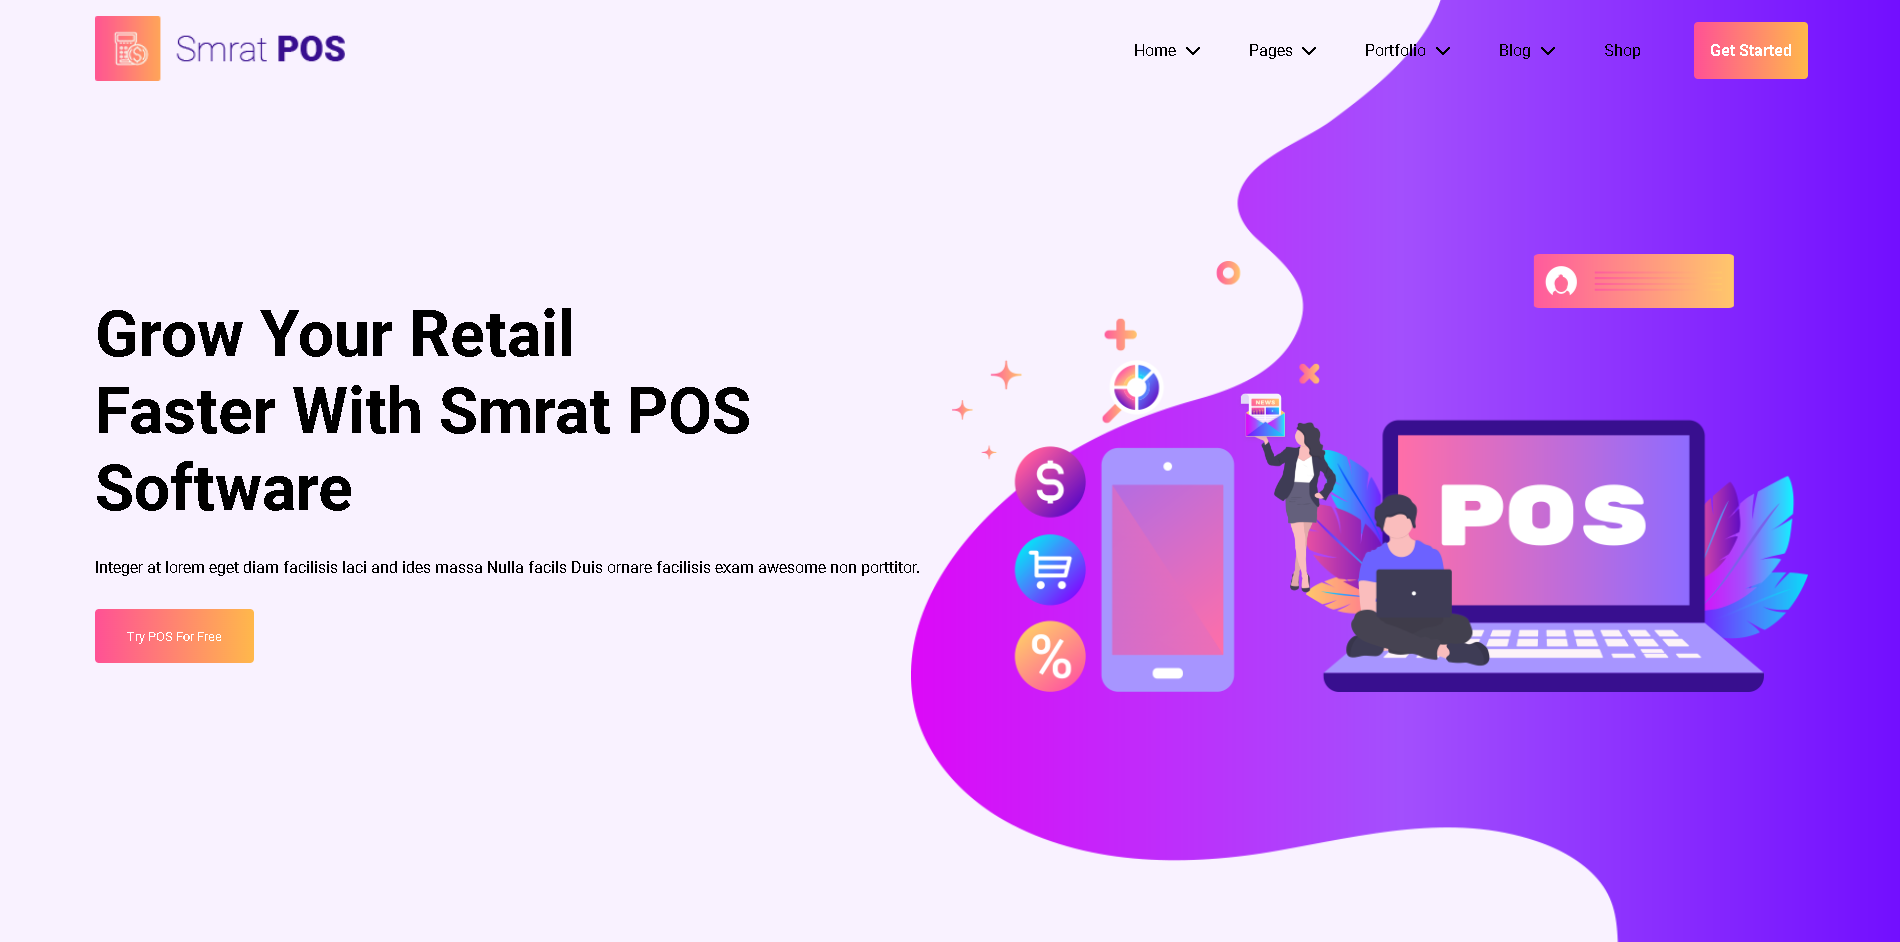 Smrat POS
Home
Pages
Portfolio
Blog
Shop
Get Started
Grow Your Retail
Faster With Smrat POS
Software
Integer at lorem eget diam facilisis laci and ides massa Nulla facils Duis ornare facilisis exam awesome non porttitor.
Try POS For Free
NEWS
$
%
POS